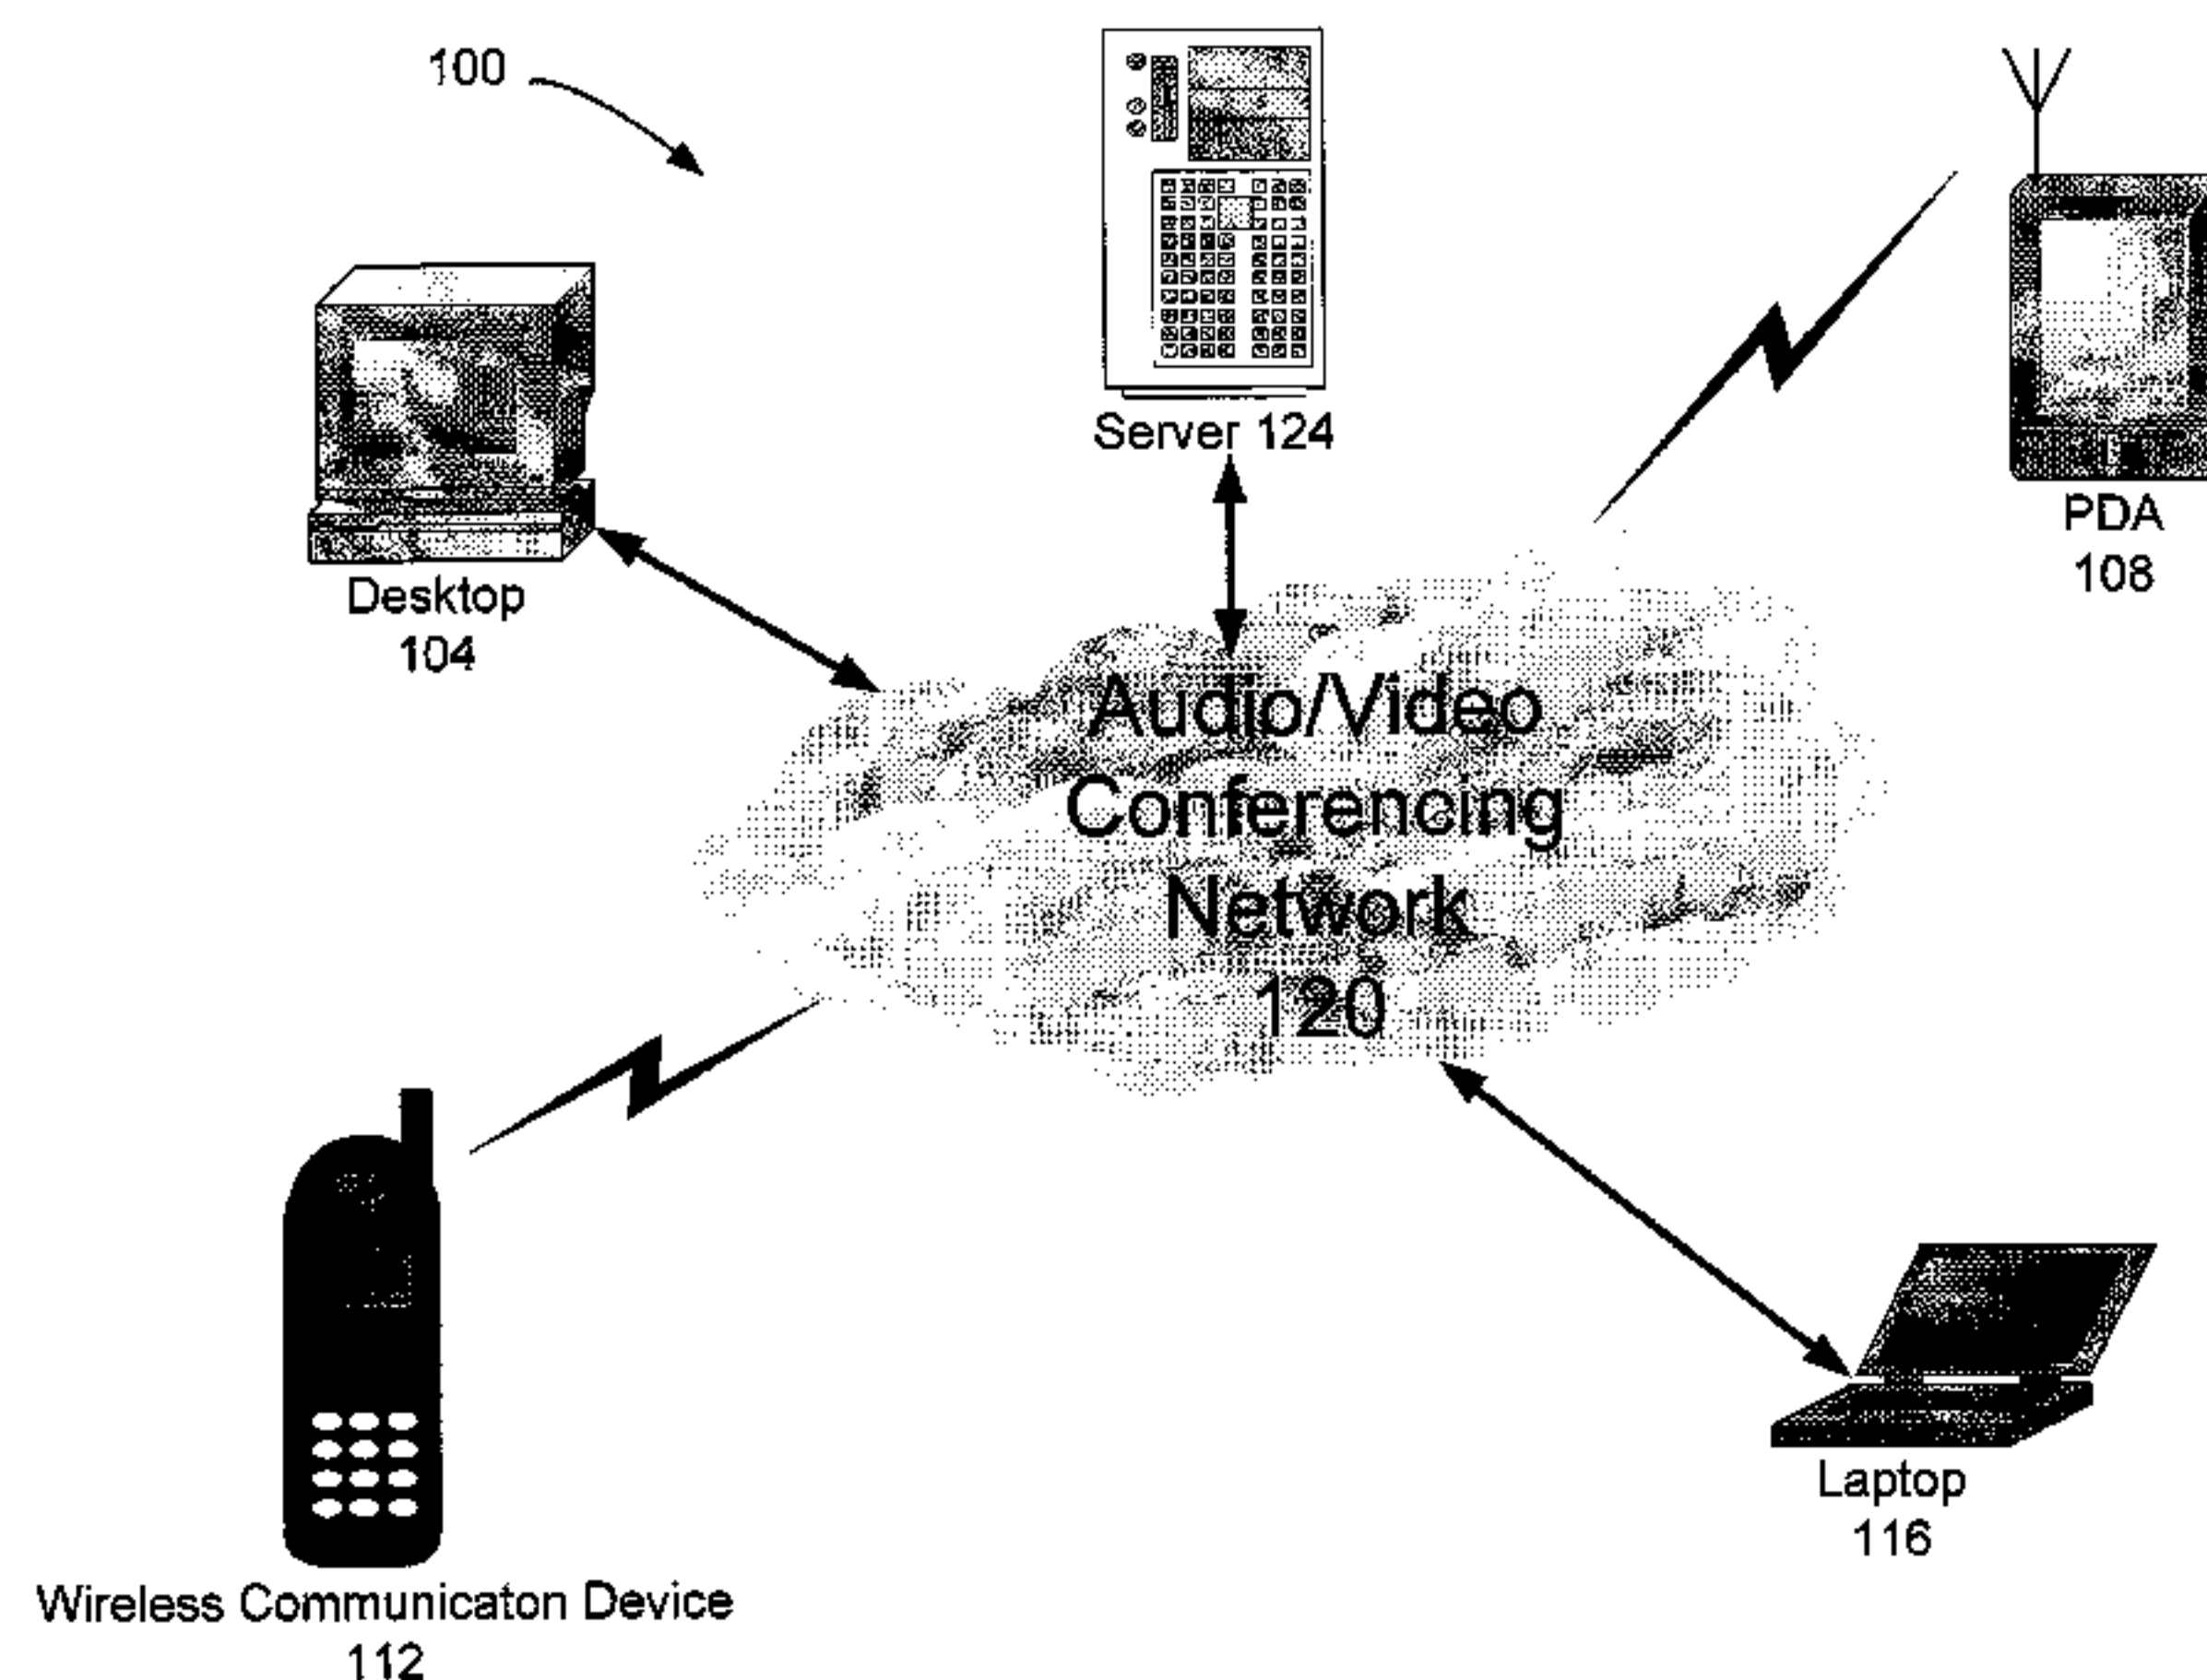 100
Server 124
PDA
108
Desktop
104
Audio/Video
Conferencing
Network
120
Laptop
116
Wireless Communicaton Device
112